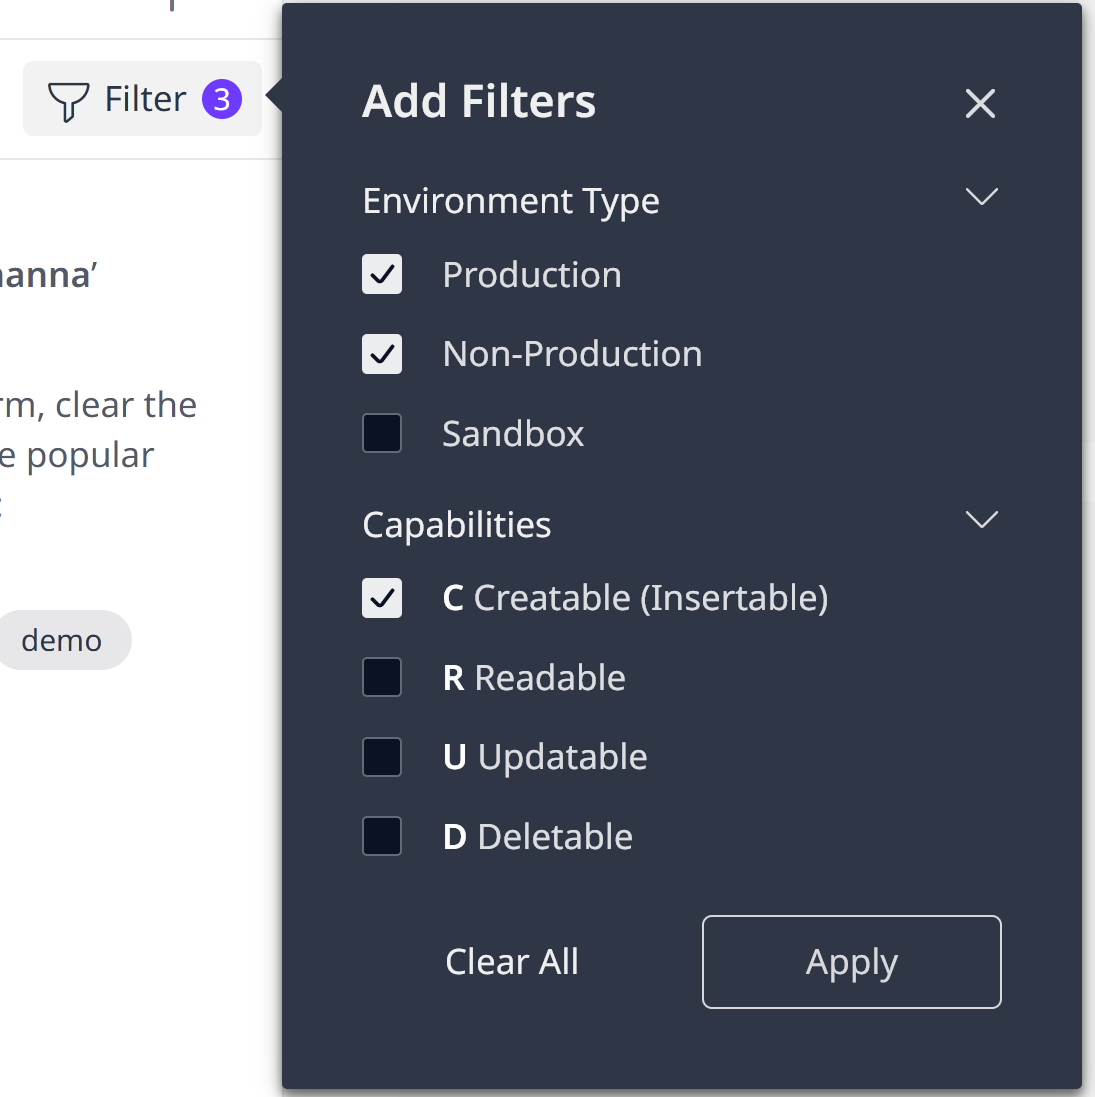 Filter 3
anna’
rm, clear the
e popular
:
demo
Add Filters
Environment Type
Production
Non-Production
Sandbox
Capabilities
C Creatable (Insertable)
R Readable
U Updatable
D Deletable
Clear All
Apply